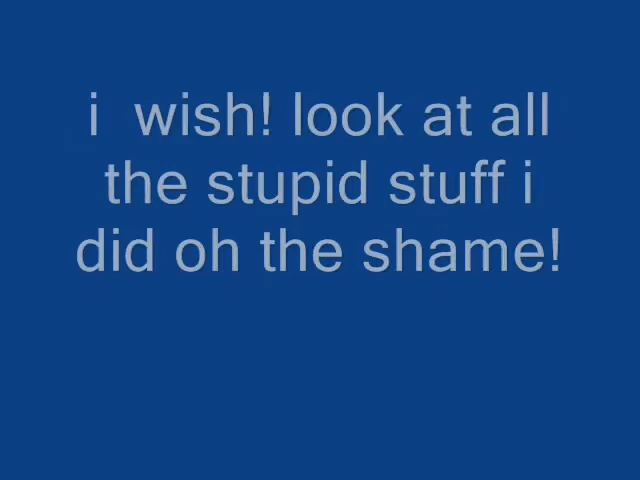 i  wish! look at all
the stupid stuff i
did oh the shame!